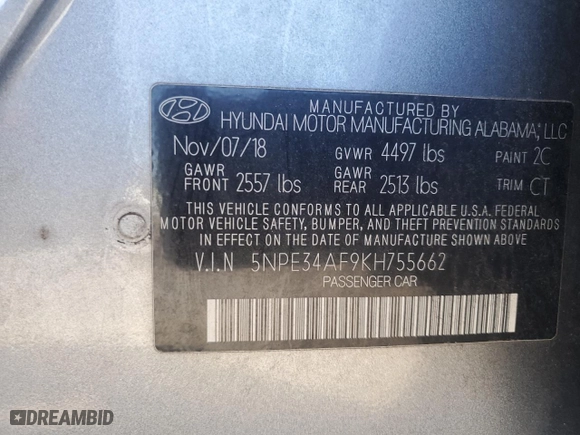 MANUFACTURED BY
HYUNDAI MOTOR MANUFACTURING ALABAMA, LLC
Nov/07/18 GVWR 4497 lbs PAINT 2C
GAWR FRONT 2557 lbs GAWR REAR 2513 lbs TRIM CT
THIS VEHICLE CONFORMS TO ALL APPLICABLE U.S.A. FEDERAL
MOTOR VEHICLE SAFETY, BUMPER, AND THEFT PREVENTION STANDARDS
IN EFFECT ON THE DATE OF MANUFACTURE SHOWN ABOVE.
V.I.N 5NPE34AF9KH755662
PASSENGER CAR
DREAMBID